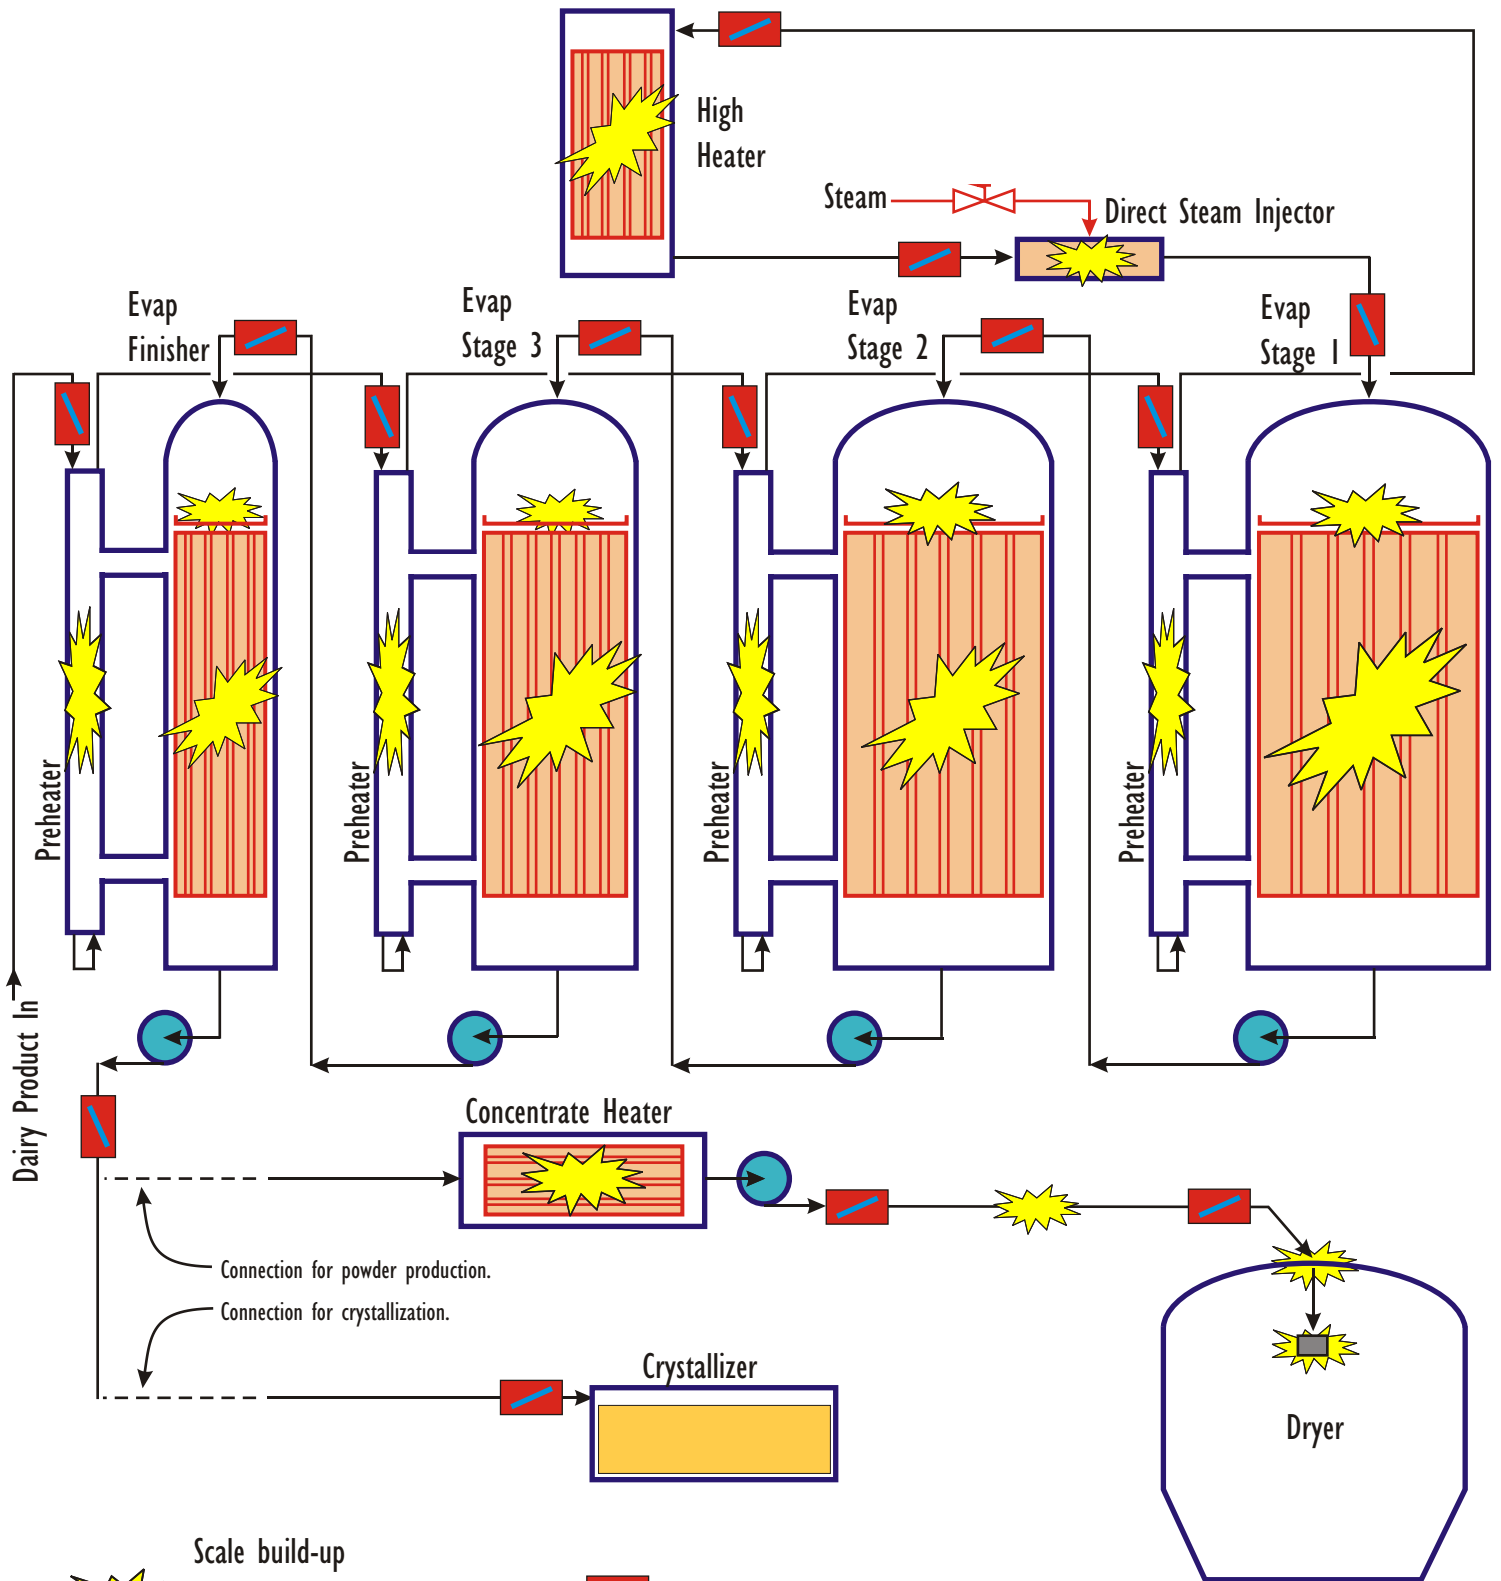 High
Heater
Steam
Direct Steam Injector
Evap
Finisher
Evap
Stage 3
Evap
Stage 2
Evap
Stage 1
Preheater
Preheater
Preheater
Preheater
Dairy Product In
Concentrate Heater
Connection for powder production.
Connection for crystallization.
Crystallizer
Dryer
Scale build-up